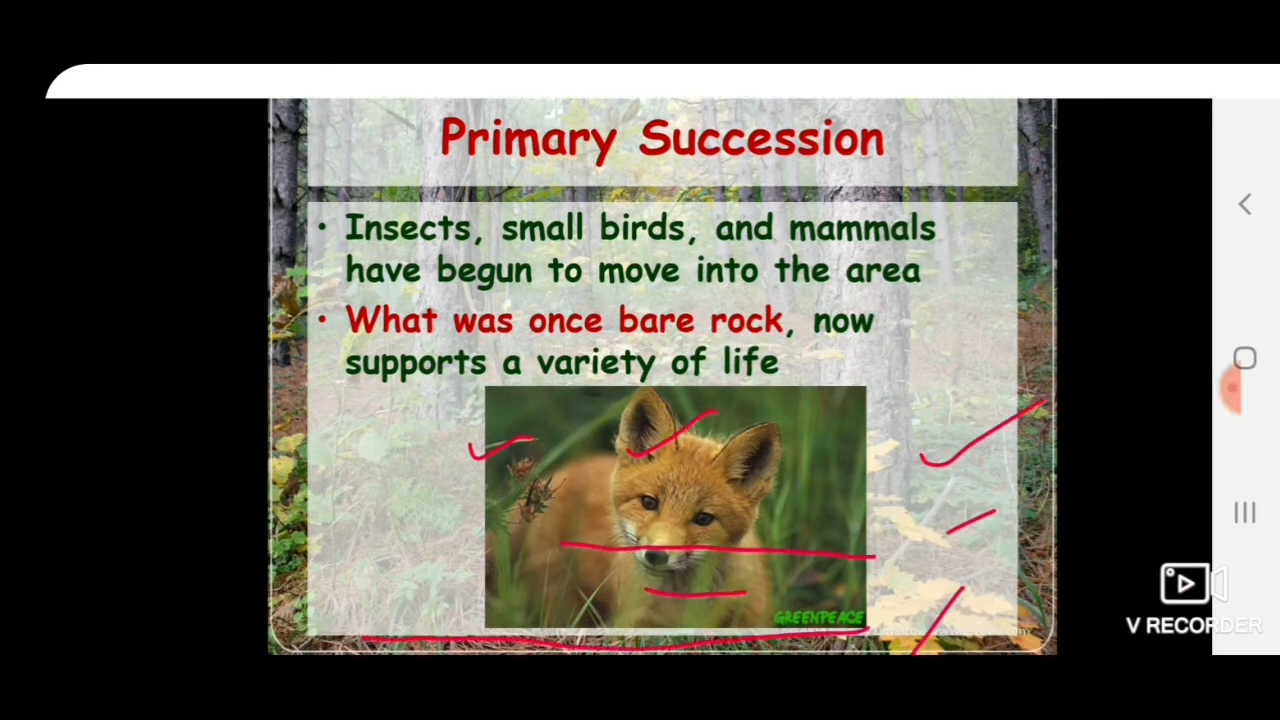 Primary Succession
• Insects, small birds, and mammals
have begun to move into the area
• What was once bare rock, now
supports a variety of life
GREENPEACE
V RECORDER